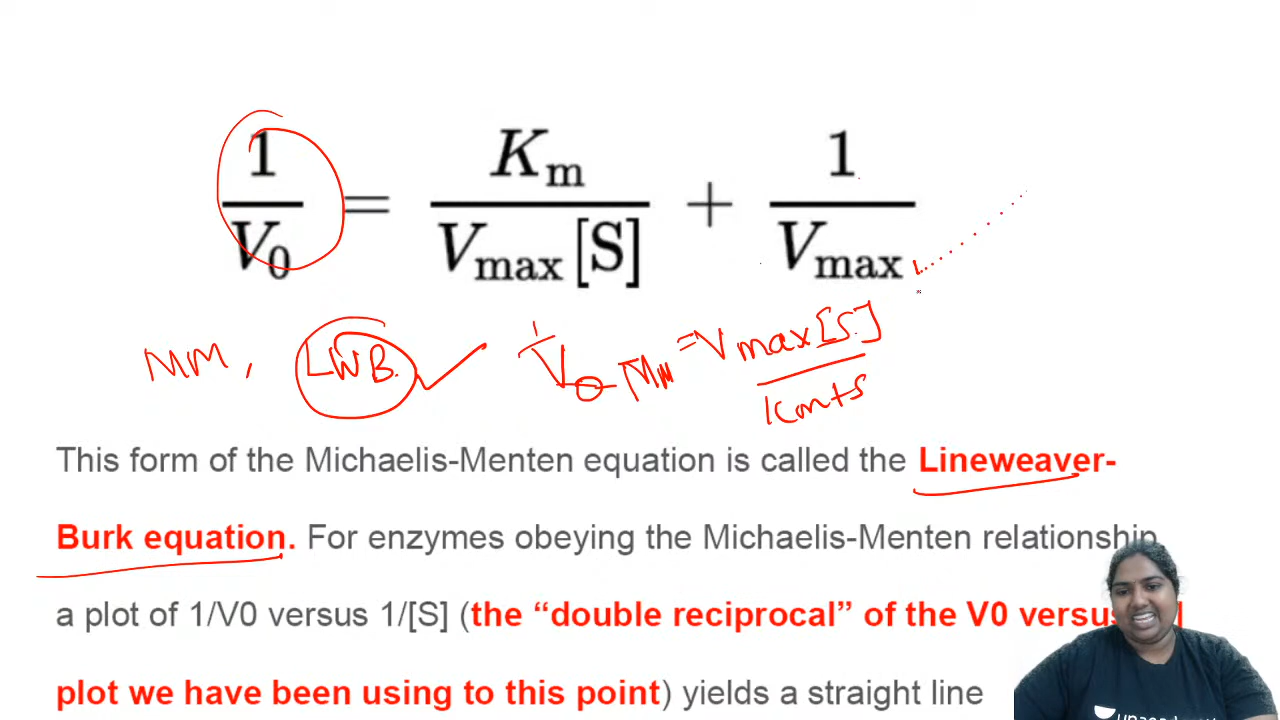 1/V₀ = Kₘ/Vₘₐₓ[S] + 1/Vₘₐₓ
MM, LWB. 1/V₀ MM = Vmax[S]/Km+S
This form of the Michaelis-Menten equation is called the Lineweaver-
Burk equation. For enzymes obeying the Michaelis-Menten relationship
a plot of 1/V0 versus 1/[S] (the “double reciprocal” of the V0 versus
plot we have been using to this point) yields a straight line